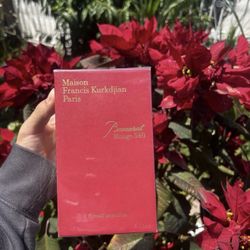 Maison
Francis Kurkdjian
Paris
Baccarat
Rouge 540